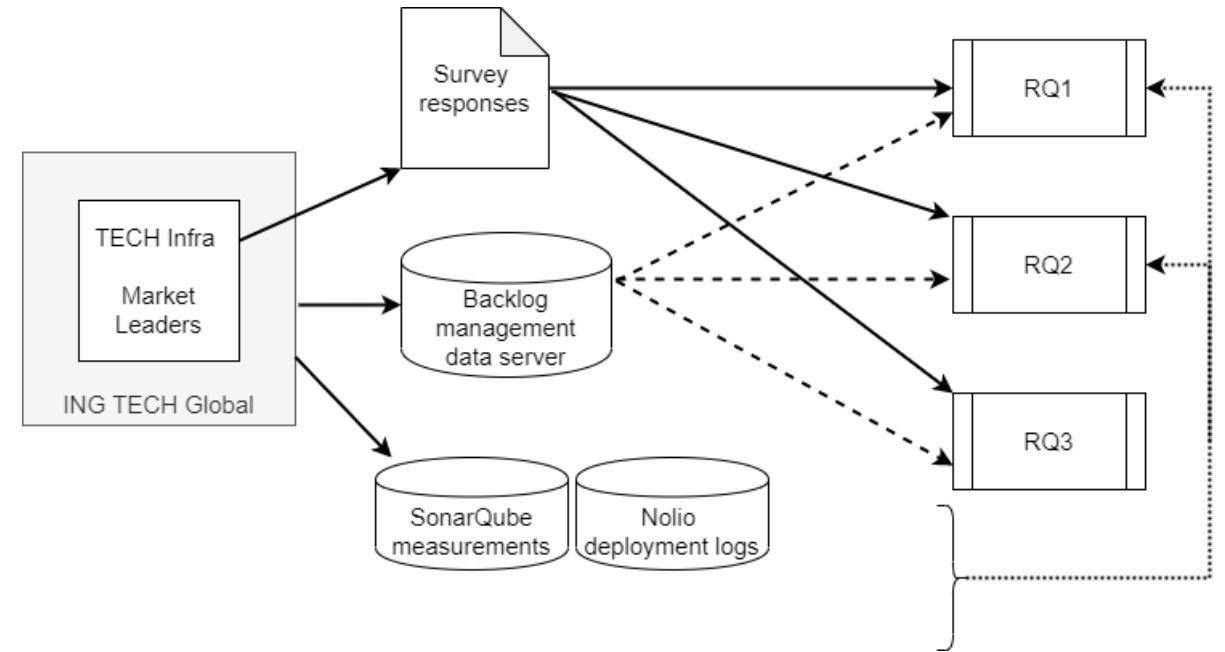 Survey
responses
RQ1
TECH Infra
Market
Leaders
ING TECH Global
Backlog
management
data server
RQ2
RQ3
SonarQube
measurements
Nolio
deployment logs